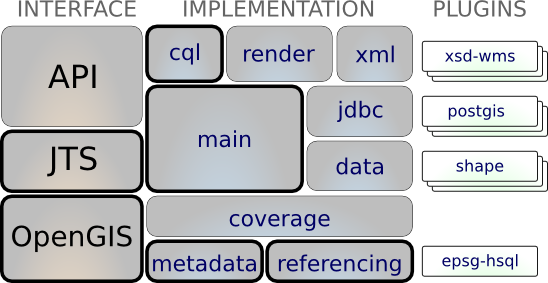 INTERFACE IMPLEMENTATION PLUGINS
API cql render xml xsd-wms
main jdbc postgis
JTS data shape
OpenGIS coverage
metadata referencing epsg-hsql